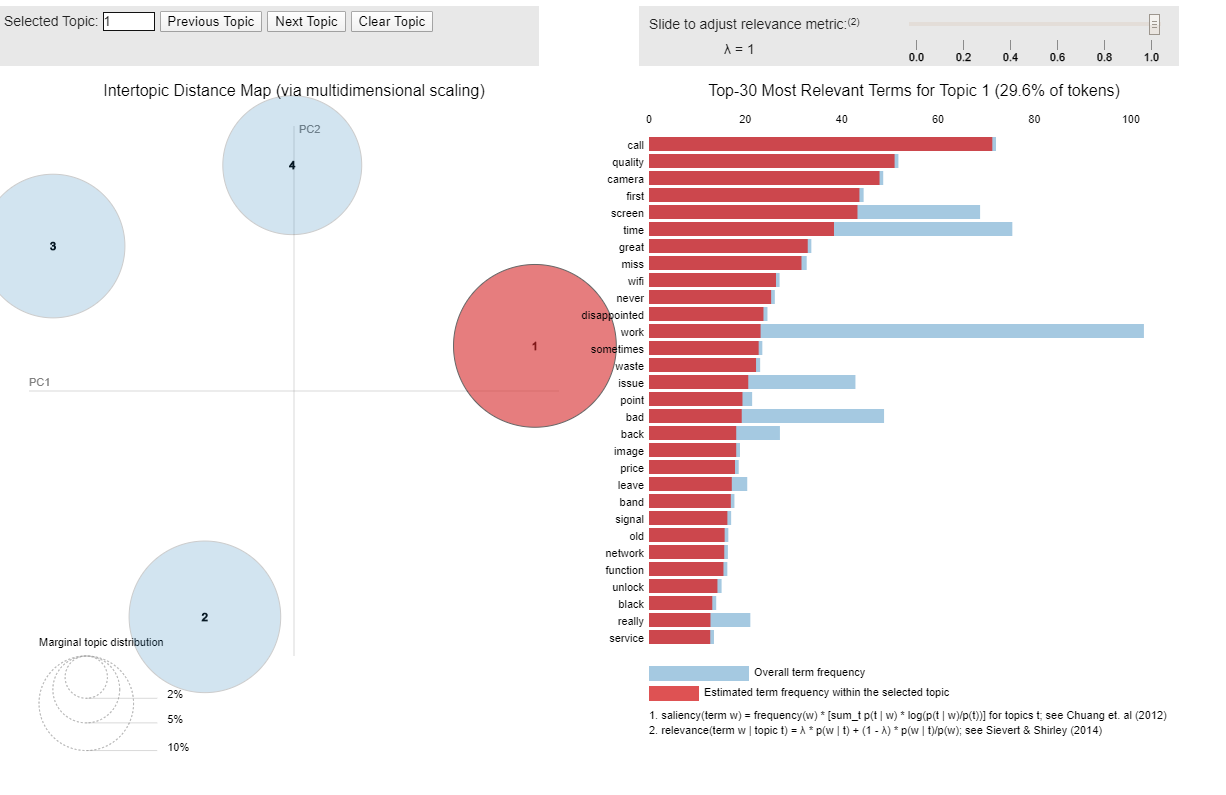 Selected Topic: 1 Previous Topic Next Topic Clear Topic
Slide to adjust relevance metric:(2)
λ = 1
0.0 0.2 0.4 0.6 0.8 1.0
Intertopic Distance Map (via multidimensional scaling)
PC2
4
3
1
PC1
2
Marginal topic distribution
2%
5%
10%
Top-30 Most Relevant Terms for Topic 1 (29.6% of tokens)
0 20 40 60 80 100
call
quality
camera
first
screen
time
great
miss
wifi
never
disappointed
work
sometimes
waste
issue
point
bad
back
image
price
leave
band
signal
old
network
function
unlock
black
really
service
Overall term frequency
Estimated term frequency within the selected topic
1. saliency(term w) = frequency(w) * [sum_t p(t | w) * log(p(t | w)/p(t))] for topics t; see Chuang et. al (2012)
2. relevance(term w | topic t) = λ * p(w | t) + (1 - λ) * p(w | t)/p(w); see Sievert & Shirley (2014)